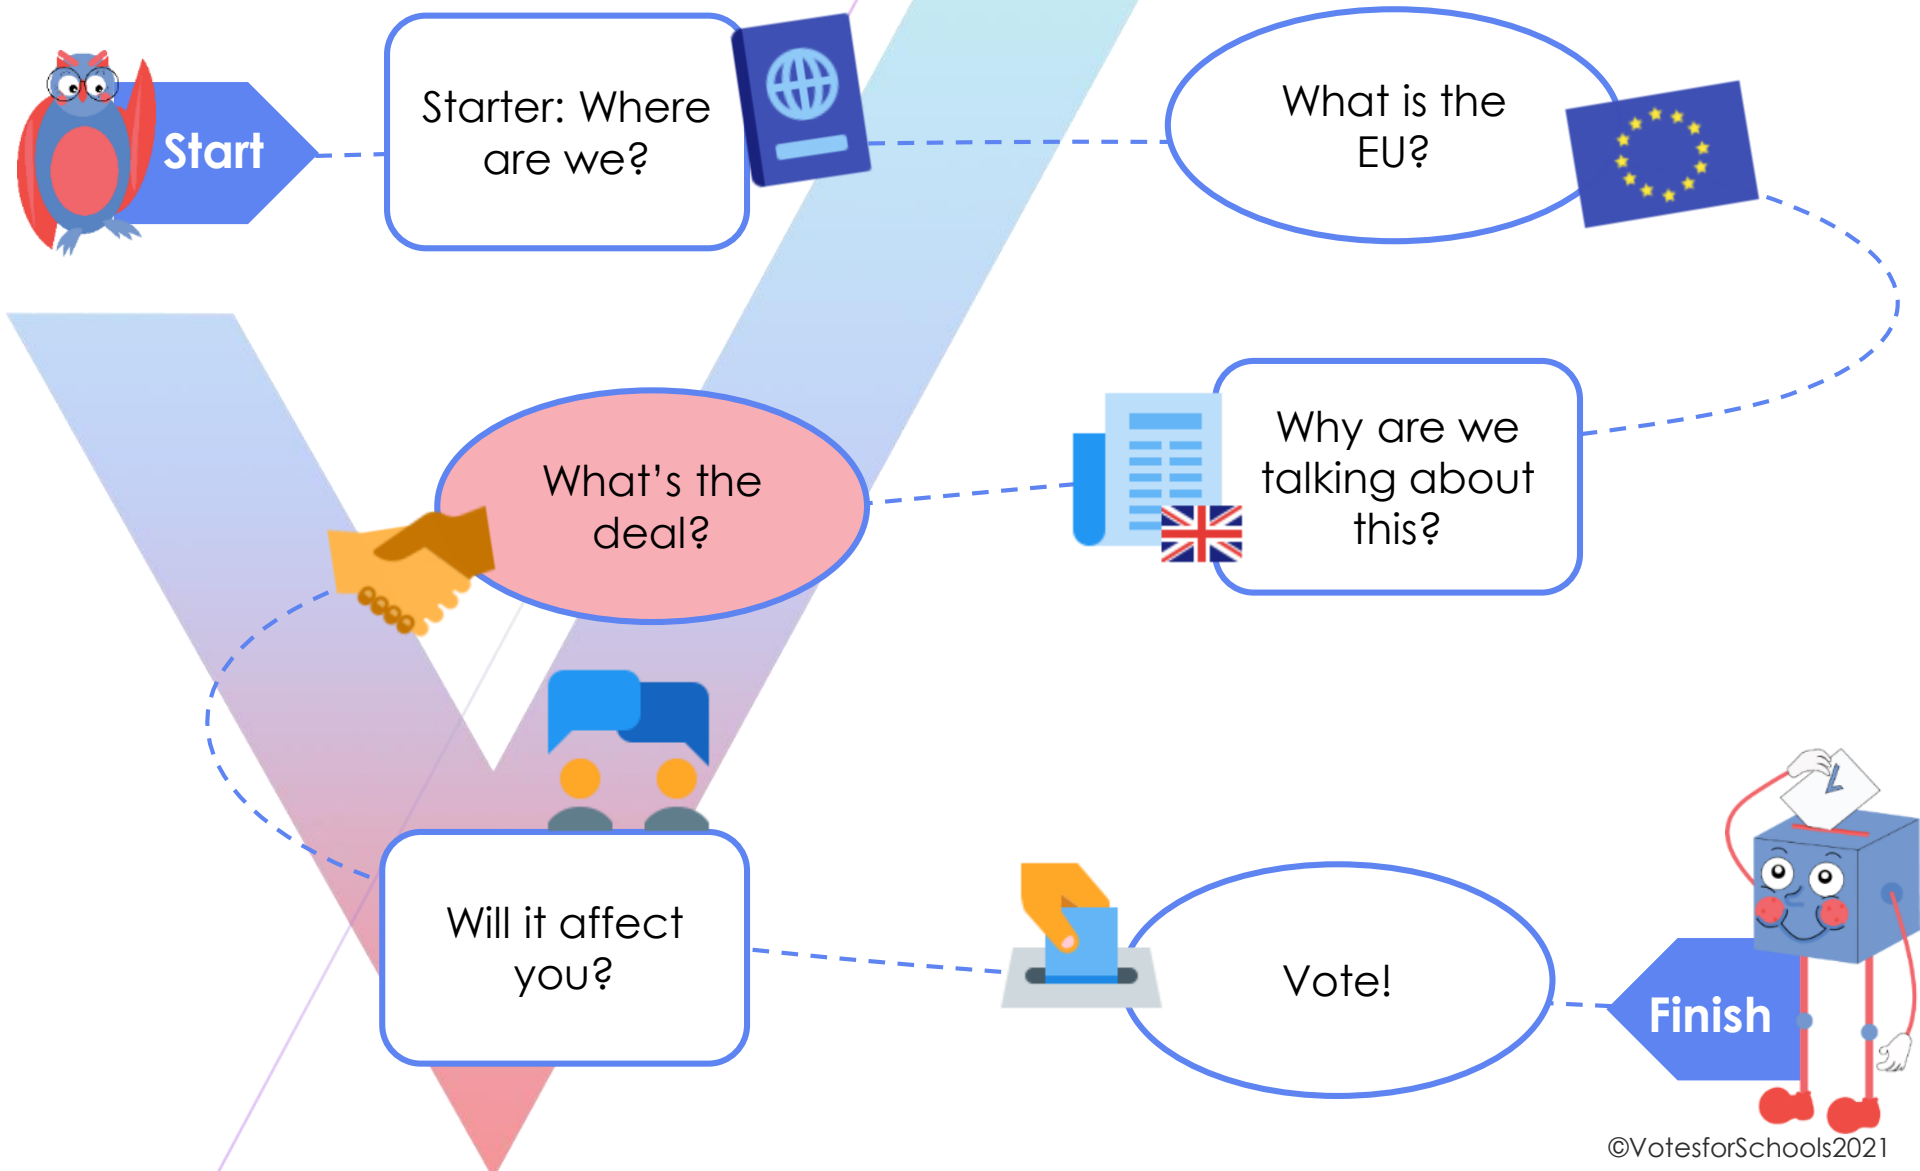 Start
Starter: Where
are we?
What is the
EU?
Why are we
talking about
this?
What’s the
deal?
Will it affect
you?
Vote!
Finish
©VotesforSchools2021